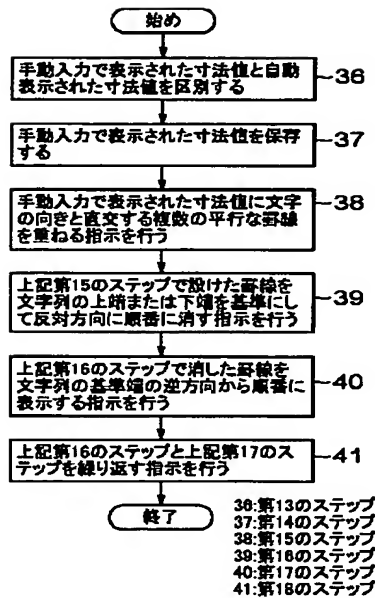 始め
手動入力で表示された寸法値と自動
表示された寸法値を区別する
36
手動入力で表示された寸法値を保存
する
37
手動入力で表示された寸法値に文字
の向きと直交する複数の平行な罫線
を重ねる指示を行う
38
上記第15のステップで設けた罫線を
文字列の上端または下端を基準にし
て反対方向に順番に消す指示を行う
39
上記第16のステップで消した罫線を
文字列の基準端の逆方向から順番に
表示する指示を行う
40
上記第16のステップと上記第17のス
テップを繰り返す指示を行う
41
終了
36:第13のステップ
37:第14のステップ
38:第15のステップ
39:第16のステップ
40:第17のステップ
41:第18のステップ